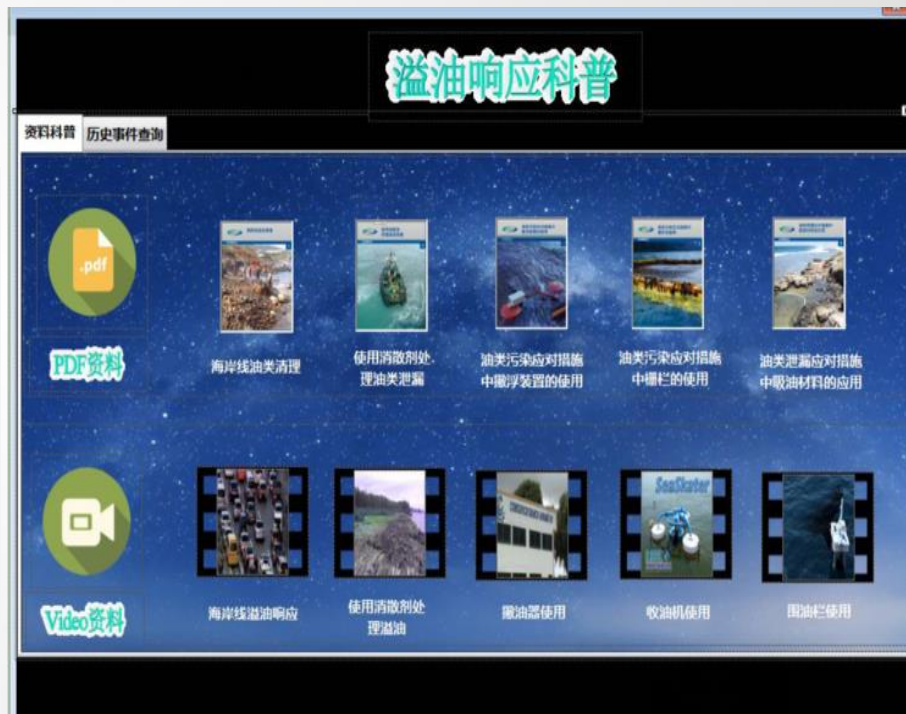 溢油响应科普
资料科普
历史事件查询
.pdf
PDF资料
海岸线油类清理
使用消散剂处
理油类泄漏
油类污染应对措施
中撇浮装置的使用
油类污染应对措施
中栅栏的使用
油类泄漏应对措施
中吸油材料的应用
SeaSkater
Video资料
海岸线溢油响应
使用消散剂处
理溢油
撇油器使用
收油机使用
围油栏使用